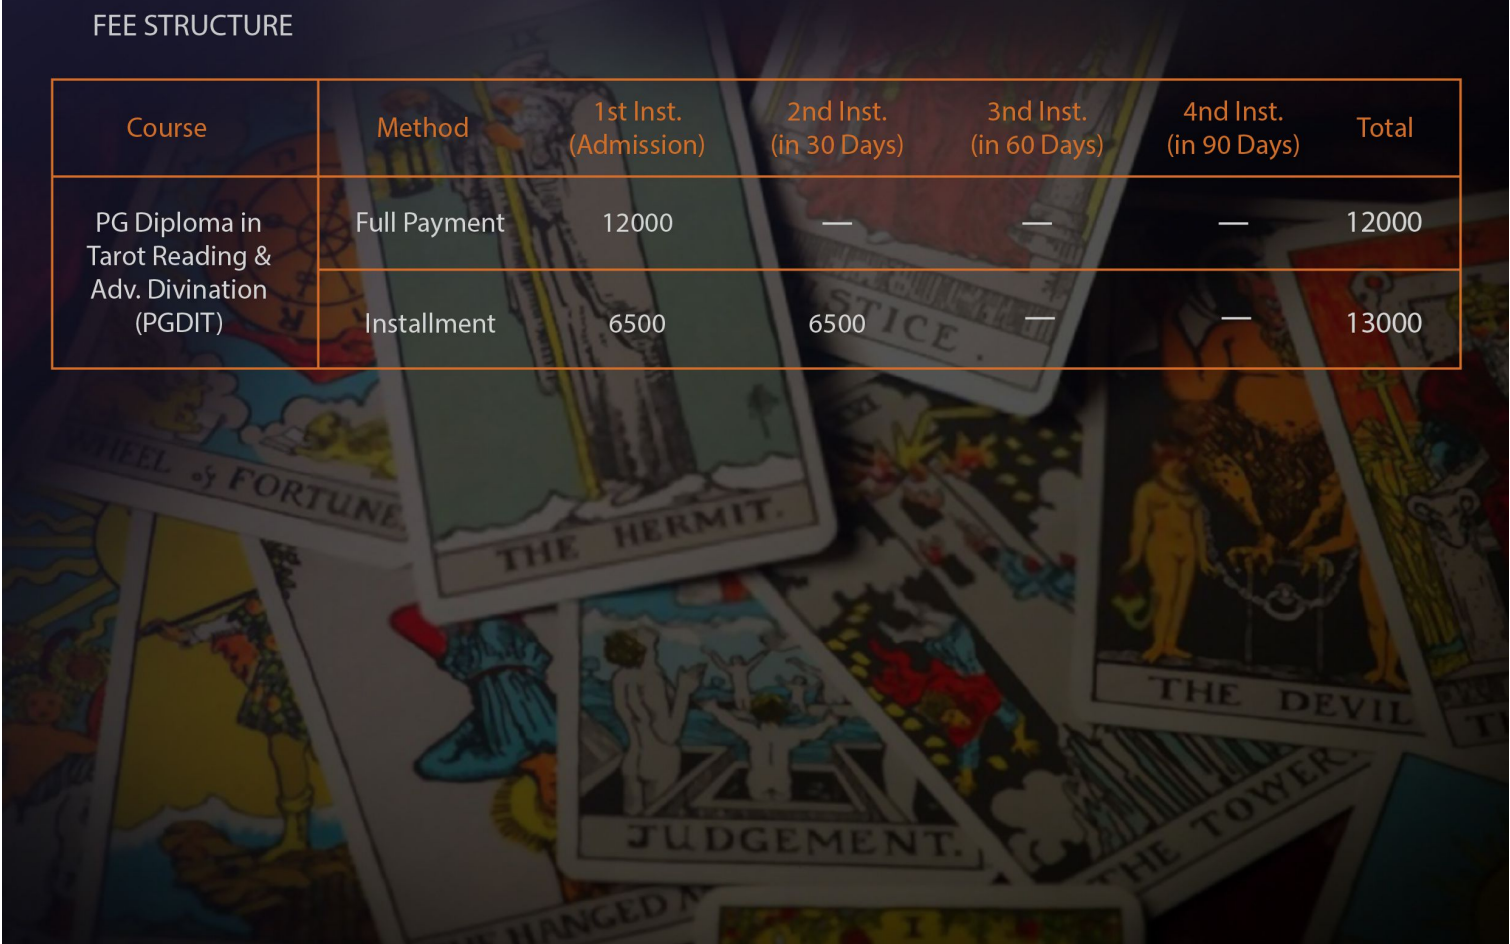 FEE STRUCTURE
Course
Method
1st Inst.
(Admission)
2nd Inst.
(in 30 Days)
3nd Inst.
(in 60 Days)
4nd Inst.
(in 90 Days)
Total
PG Diploma in
Tarot Reading &
Adv. Divination
(PGDIT)
Full Payment
12000
—
—
—
12000
Installment
6500
6500
—
—
13000
STICE.
WHEEL of FORTUNE.
THE HERMIT.
THE DEVIL
JUDGEMENT.
THE TOWER.
HANGED
I